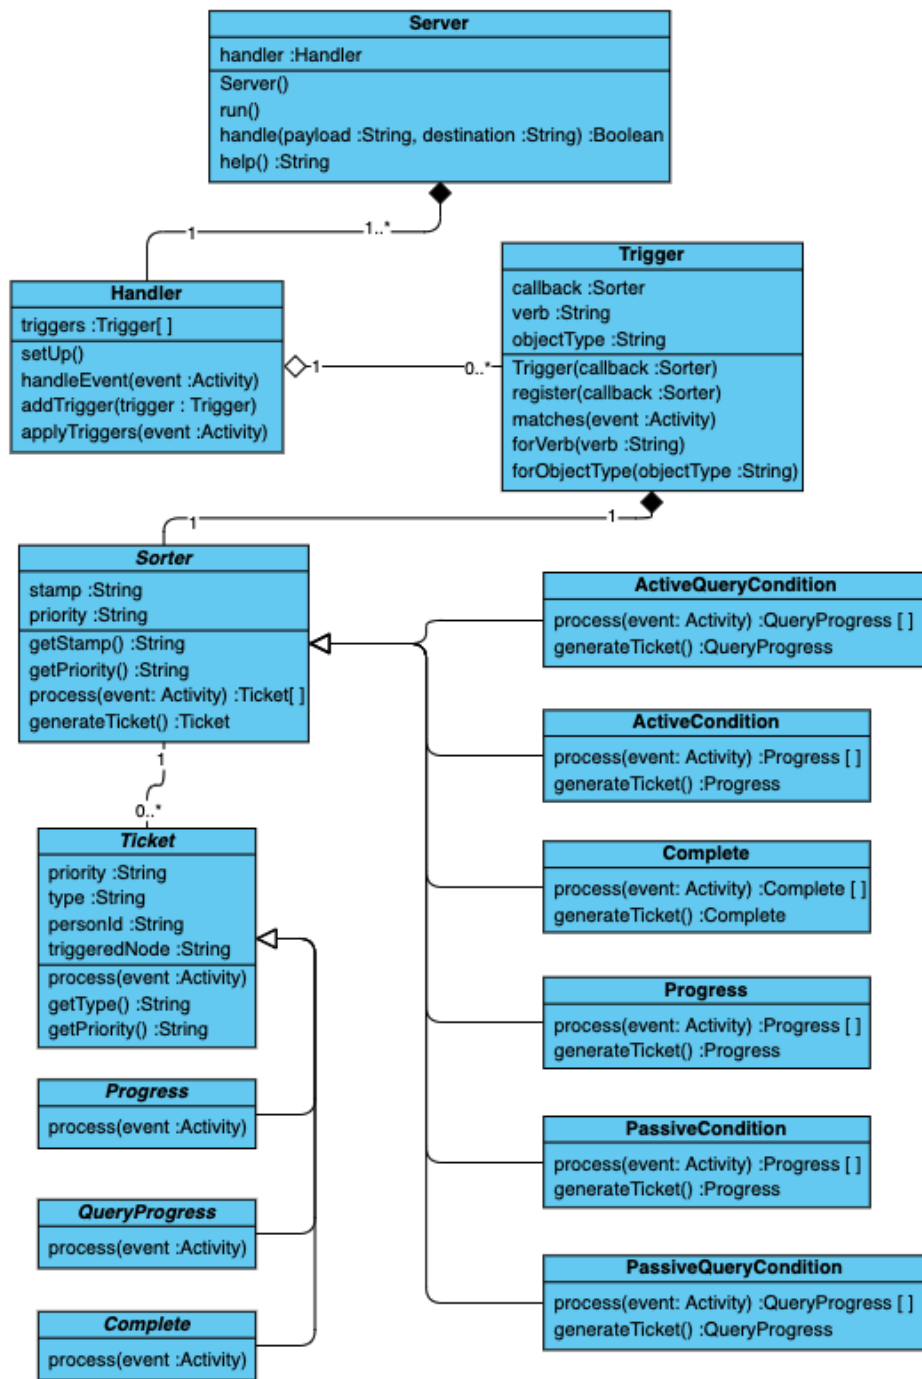 Server
handler :Handler
Server()
run()
handle(payload :String, destination :String) :Boolean
help() :String
1
1..*
Handler
triggers :Trigger[ ]
setUp()
handleEvent(event :Activity)
addTrigger(trigger : Trigger)
applyTriggers(event :Activity)
1
0..*
Trigger
callback :Sorter
verb :String
objectType :String
Trigger(callback :Sorter)
register(callback :Sorter)
matches(event :Activity)
forVerb(verb :String)
forObjectType(objectType :String)
1
1
Sorter
stamp :String
priority :String
getStamp() :String
getPriority() :String
process(event: Activity) :Ticket[ ]
generateTicket() :Ticket
1
0..*
Ticket
priority :String
type :String
personId :String
triggeredNode :String
process(event :Activity)
getType() :String
getPriority() :String
Progress
process(event :Activity)
QueryProgress
process(event :Activity)
Complete
process(event :Activity)
ActiveQueryCondition
process(event: Activity) :QueryProgress [ ]
generateTicket() :QueryProgress
ActiveCondition
process(event: Activity) :Progress [ ]
generateTicket() :Progress
Complete
process(event: Activity) :Complete [ ]
generateTicket() :Complete
Progress
process(event: Activity) :Progress [ ]
generateTicket() :Progress
PassiveCondition
process(event: Activity) :Progress [ ]
generateTicket() :Progress
PassiveQueryCondition
process(event: Activity) :QueryProgress [ ]
generateTicket() :QueryProgress